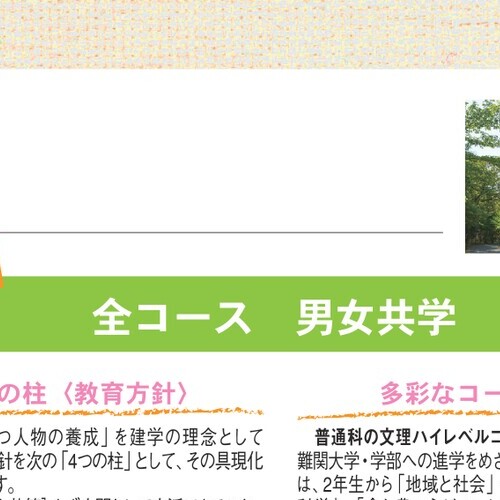 全コース 男女共学
の柱〈教育方針〉
つ人物の養成」を建学の理念として
針を次の「4つの柱」として、その具現化
す。
多彩なコー
普通科の文理ハイレベルコ
難関大学・学部への進学をめさ
は、2年生から「地域と社会」